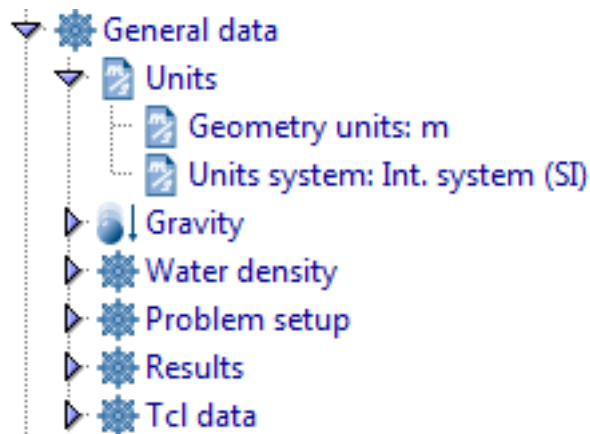 General data
Units
Geometry units: m
Units system: Int. system (SI)
Gravity
Water density
Problem setup
Results
Tcl data